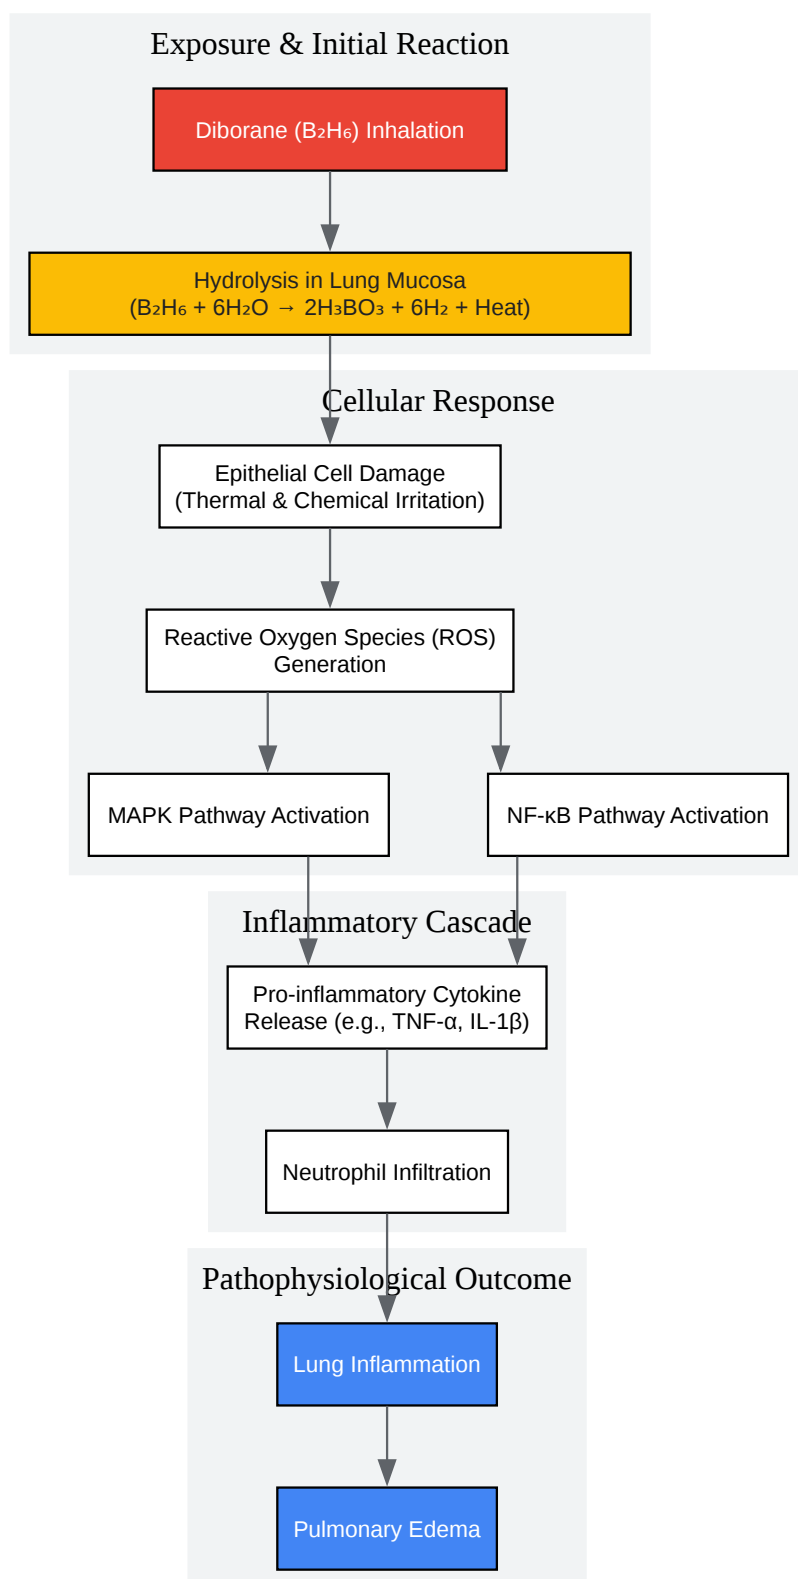 Exposure & Initial Reaction
Diborane (B₂H₆) Inhalation
Hydrolysis in Lung Mucosa
(B₂H₆ + 6H₂O → 2H₃BO₃ + 6H₂ + Heat)
Cellular Response
Epithelial Cell Damage
(Thermal & Chemical Irritation)
Reactive Oxygen Species (ROS)
Generation
MAPK Pathway Activation
NF-κB Pathway Activation
Inflammatory Cascade
Pro-inflammatory Cytokine
Release (e.g., TNF-α, IL-1β)
Neutrophil Infiltration
Pathophysiological Outcome
Lung Inflammation
Pulmonary Edema